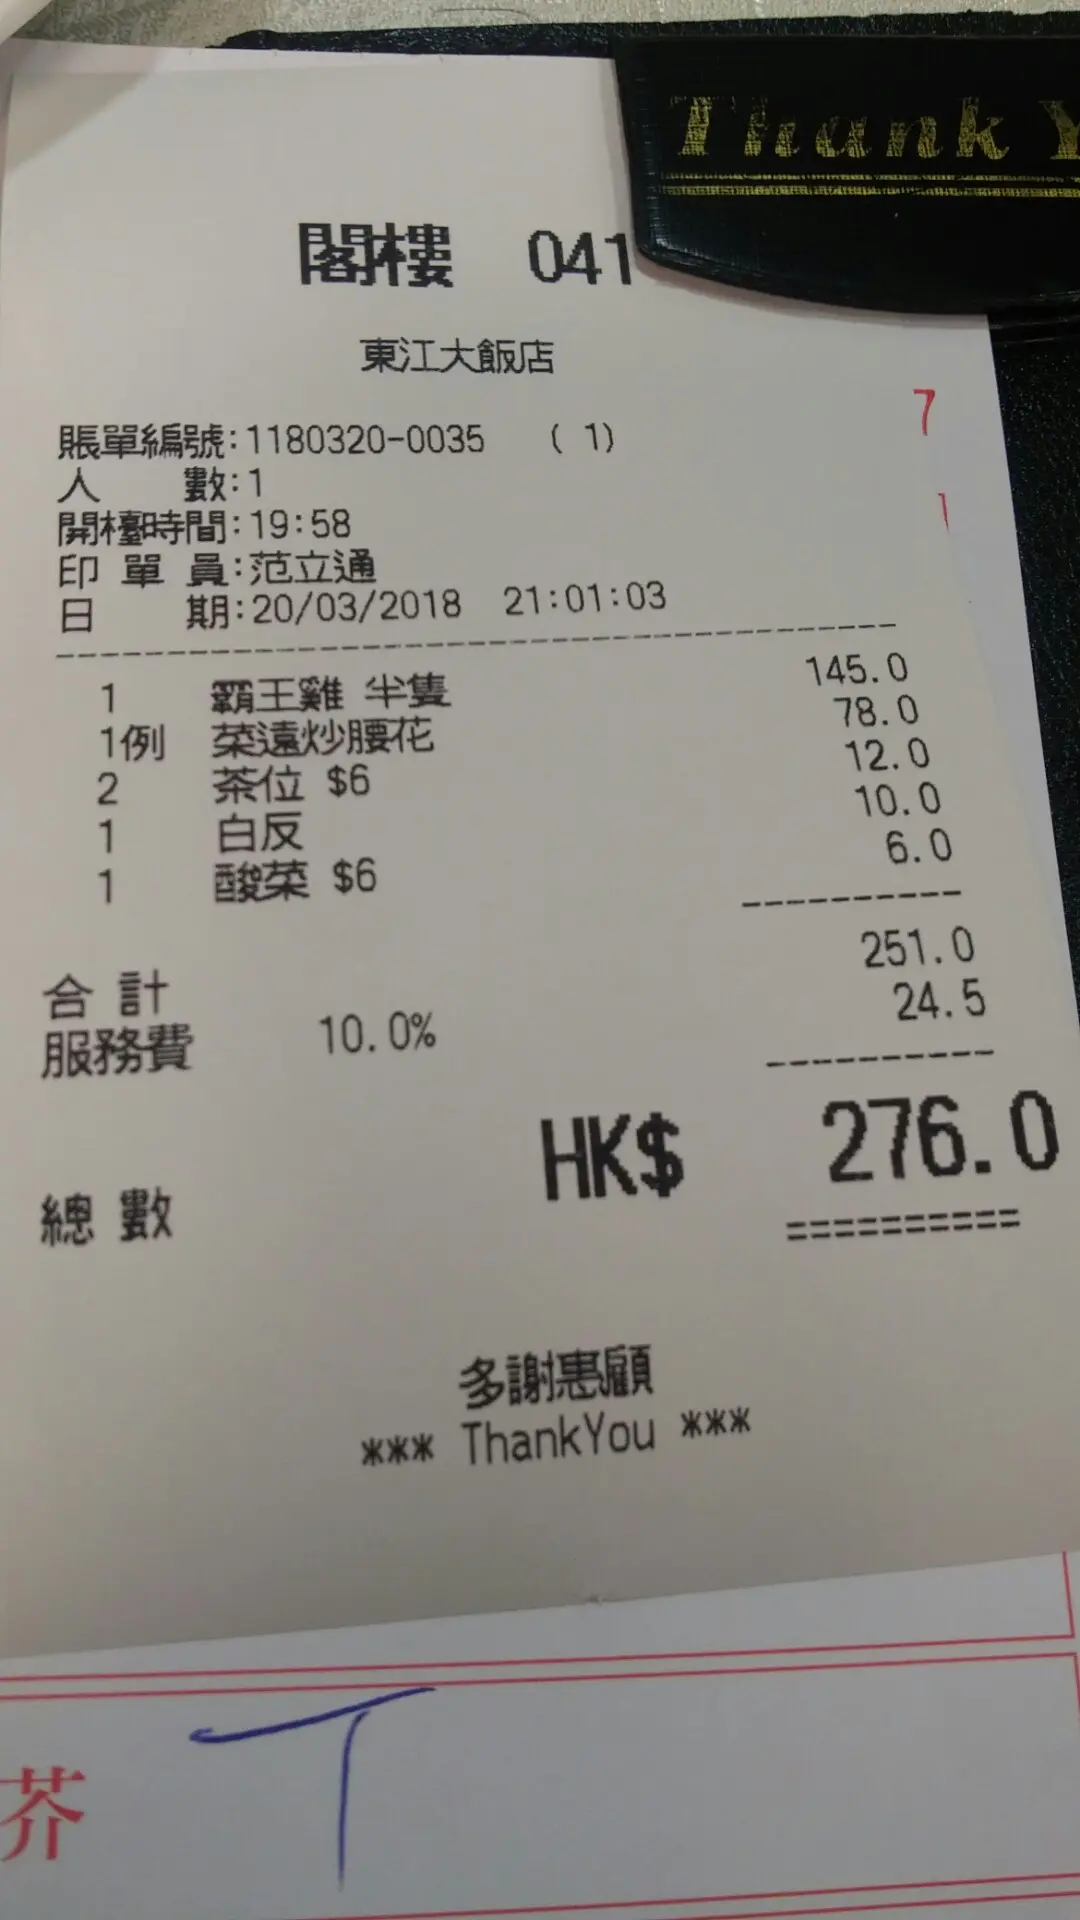 Thank Y
閣樓 041
東江大飯店
7
賬單編號:1180320-0035 ( 1)
人 數:1
開檯時間:19:58
印單員:范立通
日 期:20/03/2018 21:01:03
1 霸王雞 半隻 145.0
1例 菜遠炒腰花 78.0
2 茶位 $6 12.0
1 白反 10.0
1 酸菜 $6 6.0
合計 251.0
服務費 10.0% 24.5
總數 HK$ 276.0
多謝惠顧
*** ThankYou ***
芥 T